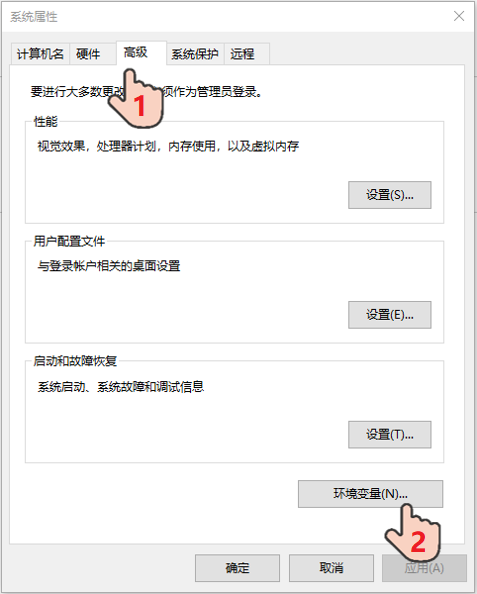 系统属性
计算机名 硬件 高级 系统保护 远程
要进行大多数更改 须作为管理员登录。
1
性能
视觉效果，处理器计划，内存使用，以及虚拟内存
设置(S)...
用户配置文件
与登录帐户相关的桌面设置
设置(E)...
启动和故障恢复
系统启动、系统故障和调试信息
设置(T)...
环境变量(N)...
2
确定 取消 应用(A)